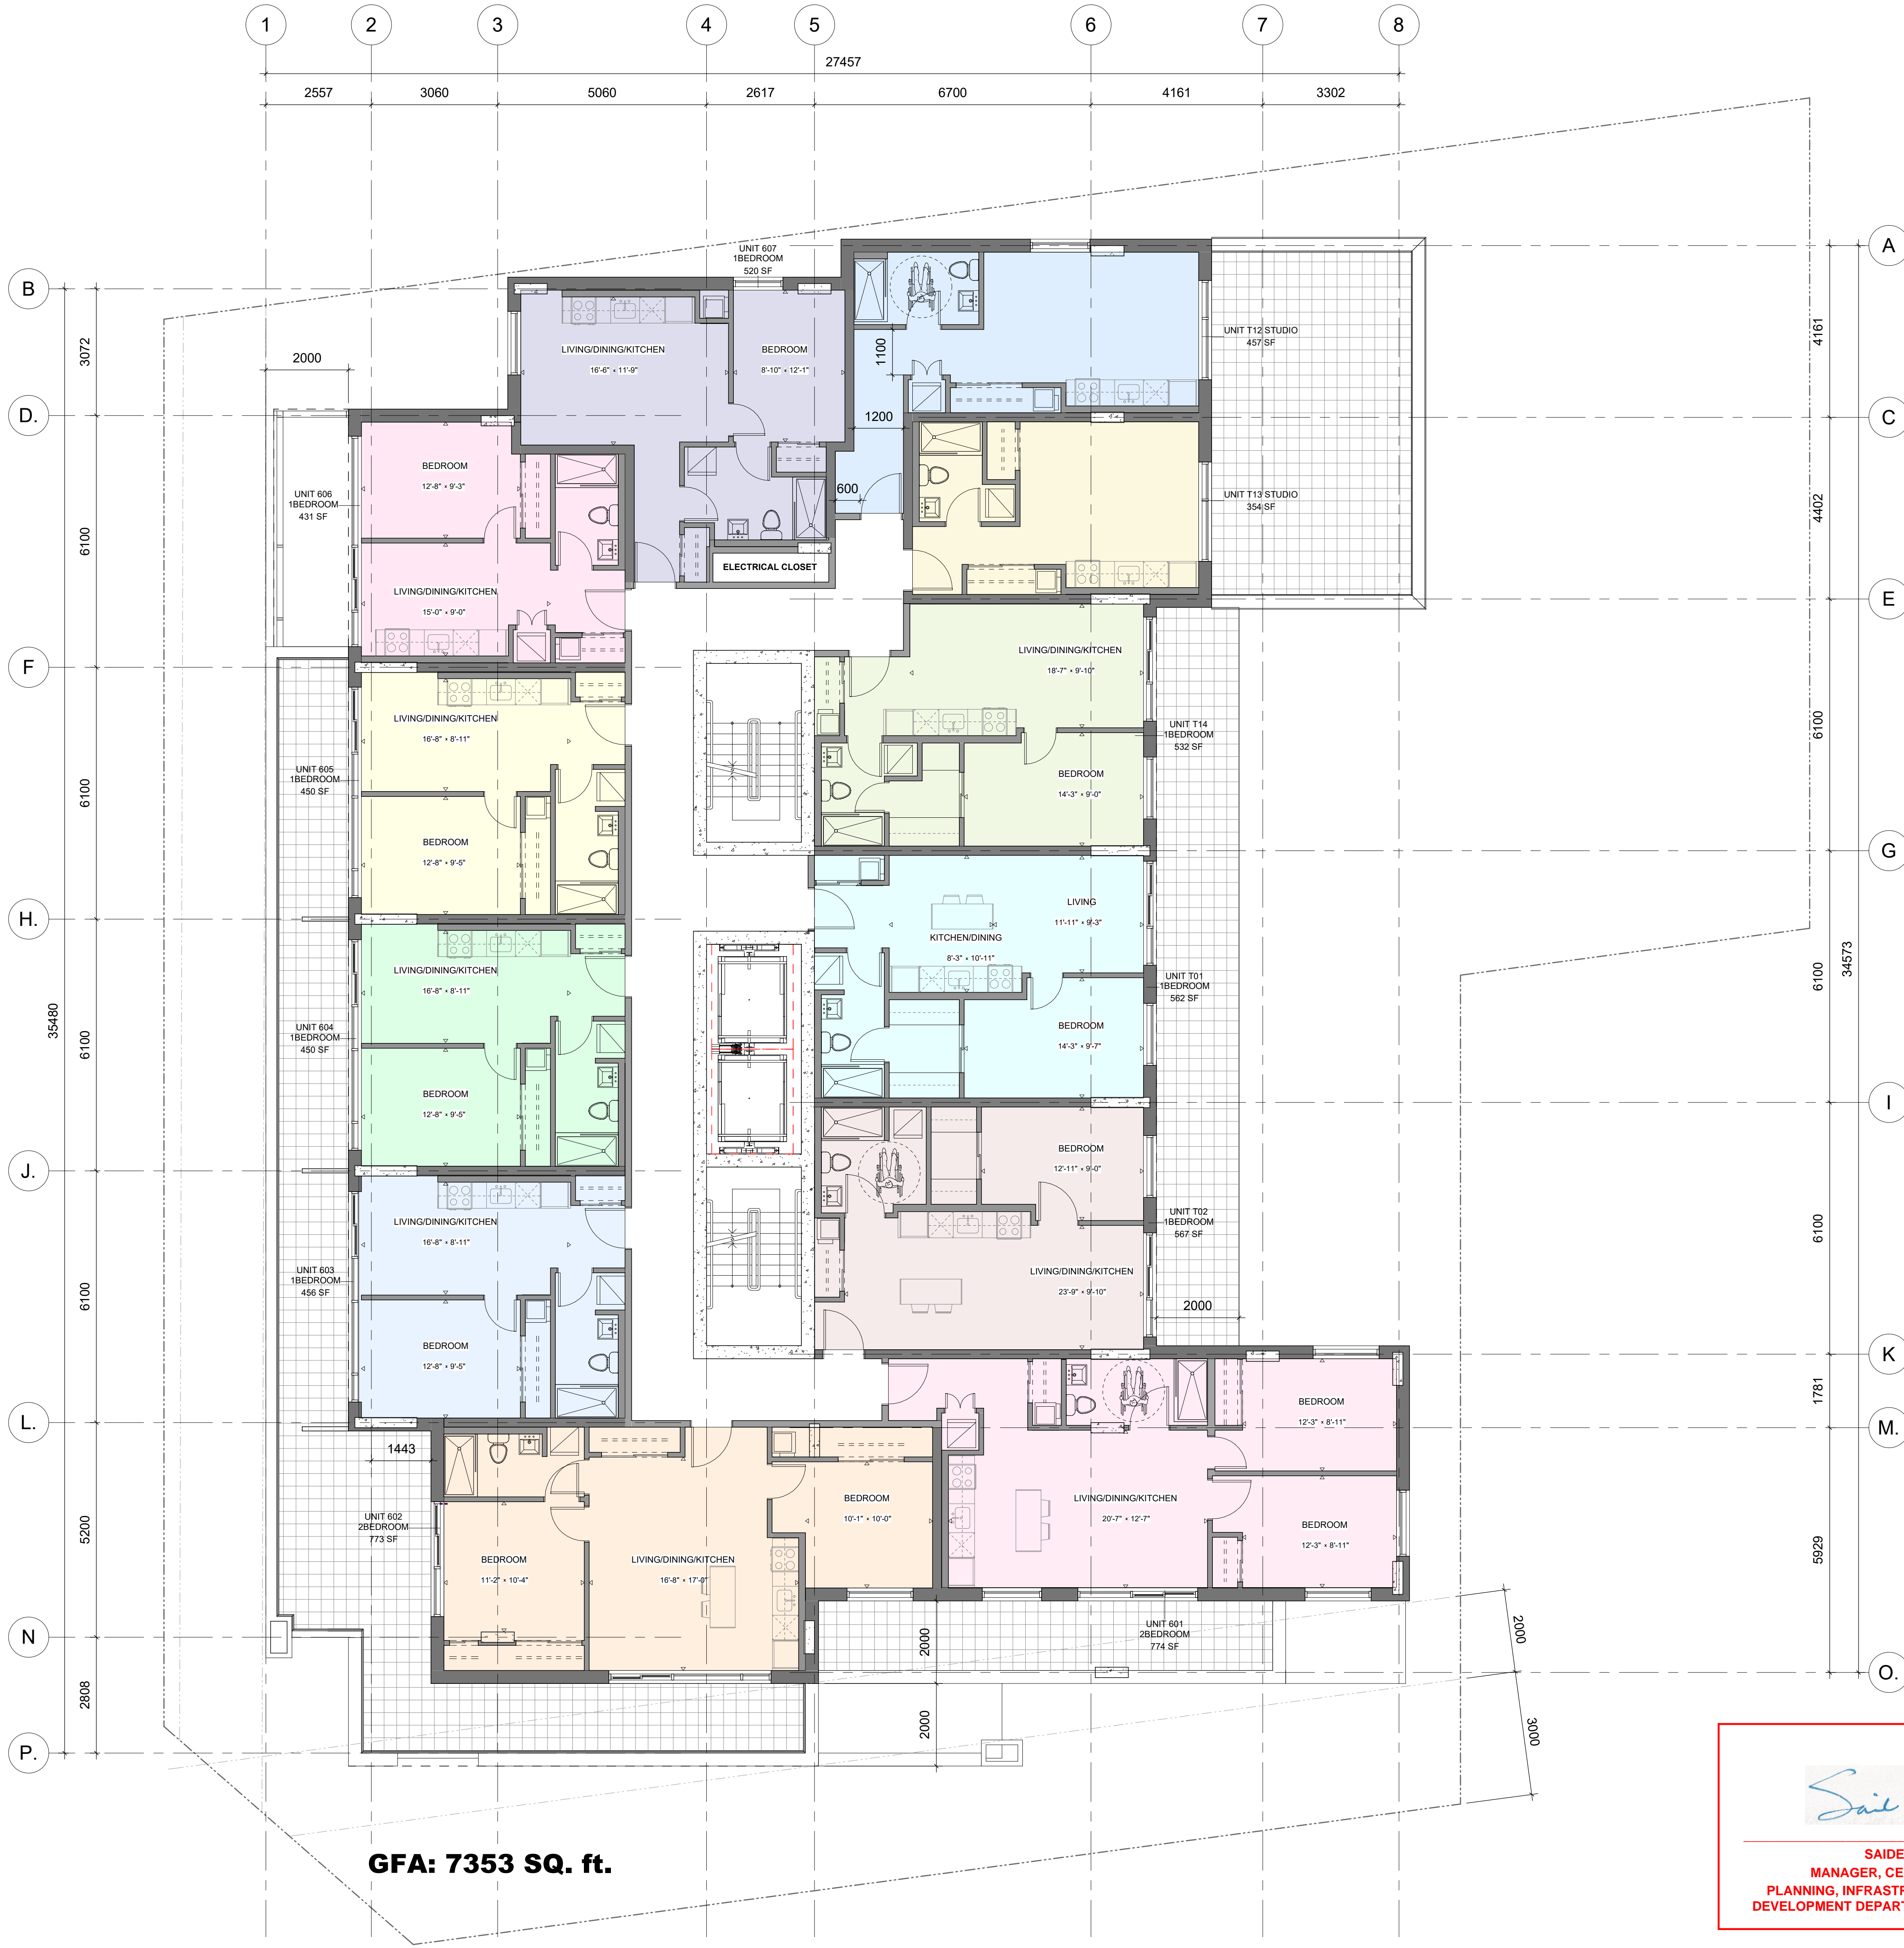 1
2
3
4
5
6
7
8
27457
2557
3060
5060
2617
6700
4161
3302
A
B
C
D.
E
F
G
H.
I
J.
K
L.
M.
N
O.
P.
3072
6100
6100
6100
6100
5200
2808
35480
4161
4402
6100
6100
6100
1781
5929
34573
2000
UNIT 607
1BEDROOM
520 SF
LIVING/DINING/KITCHEN
16'-6" × 11'-9"
BEDROOM
8'-10" × 12'-1"
1100
1200
600
UNIT T12 STUDIO
457 SF
UNIT T13 STUDIO
354 SF
ELECTRICAL CLOSET
UNIT 606
1BEDROOM
431 SF
BEDROOM
12'-8" × 9'-3"
LIVING/DINING/KITCHEN
15'-0" × 9'-0"
LIVING/DINING/KITCHEN
18'-7" × 9'-10"
UNIT T14
1BEDROOM
532 SF
BEDROOM
14'-3" × 9'-0"
LIVING/DINING/KITCHEN
16'-8" × 8'-11"
UNIT 605
1BEDROOM
450 SF
BEDROOM
12'-8" × 9'-5"
LIVING
11'-11" × 9'-3"
KITCHEN/DINING
8'-3" × 10'-11"
UNIT T01
1BEDROOM
562 SF
BEDROOM
14'-3" × 9'-7"
LIVING/DINING/KITCHEN
16'-8" × 8'-11"
UNIT 604
1BEDROOM
450 SF
BEDROOM
12'-8" × 9'-5"
BEDROOM
12'-11" × 9'-0"
UNIT T02
1BEDROOM
567 SF
LIVING/DINING/KITCHEN
23'-9" × 9'-10"
2000
LIVING/DINING/KITCHEN
16'-8" × 8'-11"
UNIT 603
1BEDROOM
456 SF
BEDROOM
12'-8" × 9'-5"
1443
BEDROOM
12'-3" × 8'-11"
LIVING/DINING/KITCHEN
20'-7" × 12'-7"
BEDROOM
12'-3" × 8'-11"
UNIT 602
2BEDROOM
773 SF
BEDROOM
11'-2" × 10'-4"
LIVING/DINING/KITCHEN
16'-8" × 17'-0"
BEDROOM
10'-1" × 10'-0"
UNIT 601
2BEDROOM
774 SF
2000
2000
2000
3000
GFA: 7353 SQ. ft.
Said
SAIDE
MANAGER, CE
PLANNING, INFRASTR
DEVELOPMENT DEPART